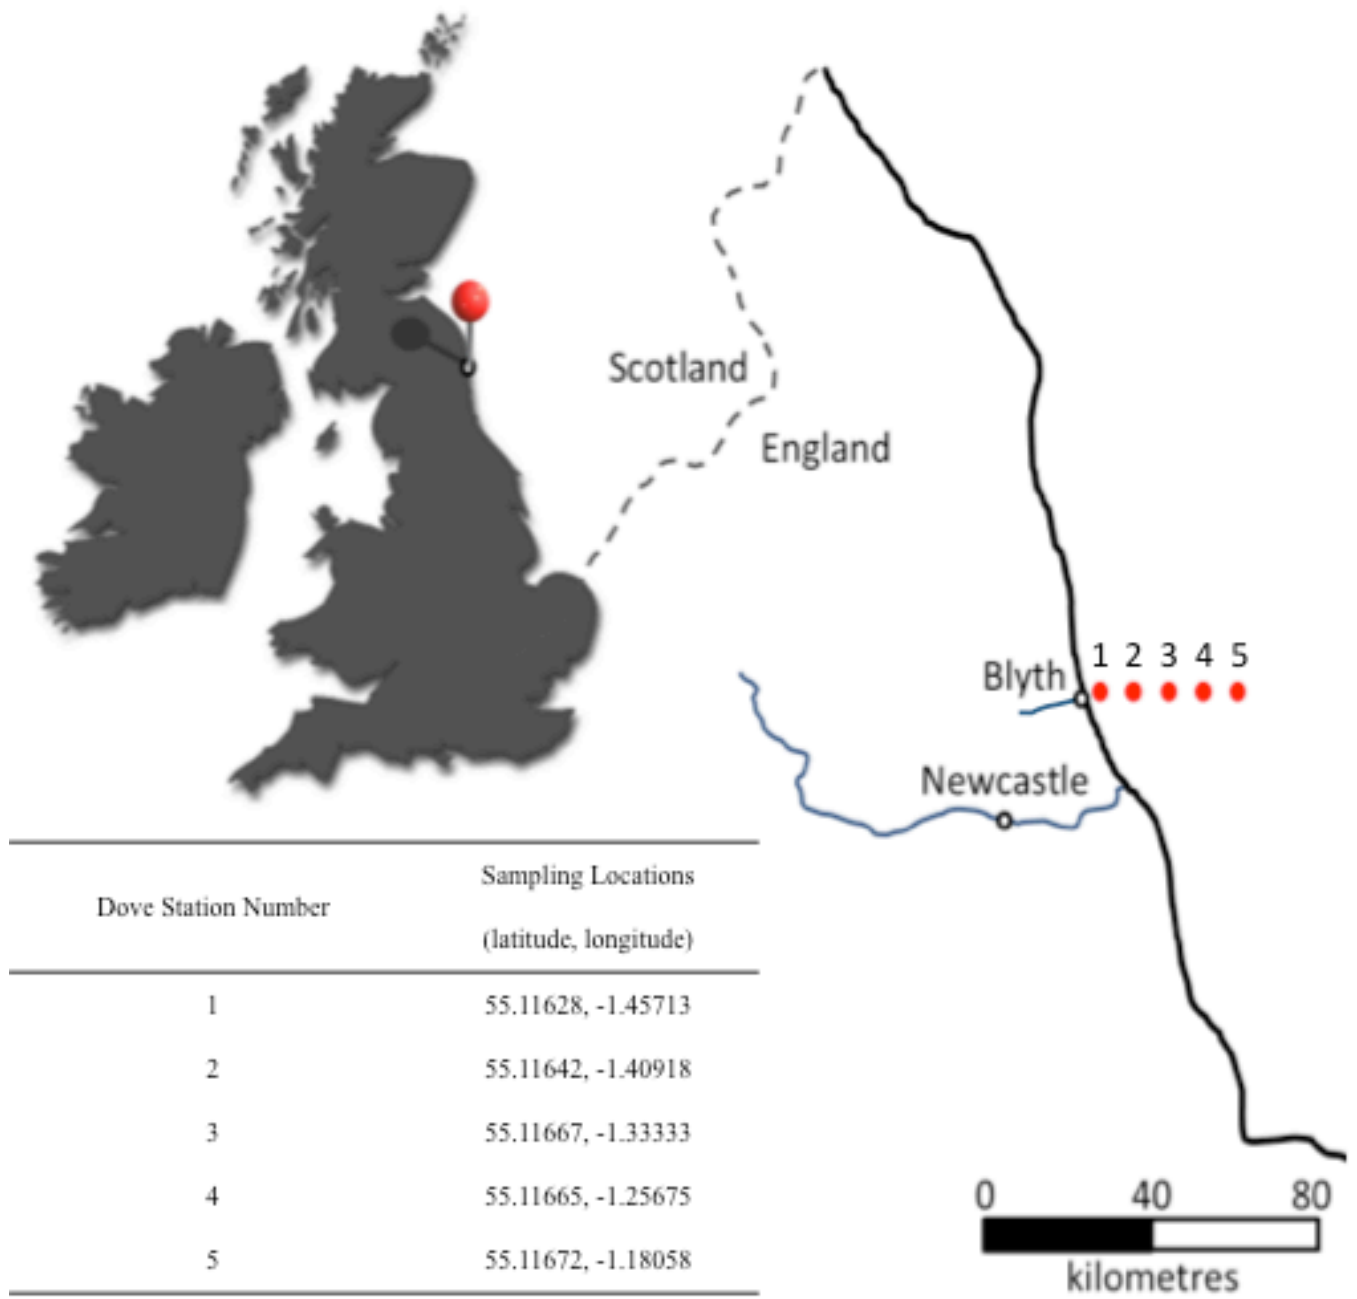 Scotland
England
1 2 3 4 5
Blyth
Newcastle
Dove Station Number
Sampling Locations
(latitude, longitude)
1 55.11628, -1.45713
2 55.11642, -1.40918
3 55.11667, -1.33333
4 55.11665, -1.25675
5 55.11672, -1.18058
0 40 80
kilometres